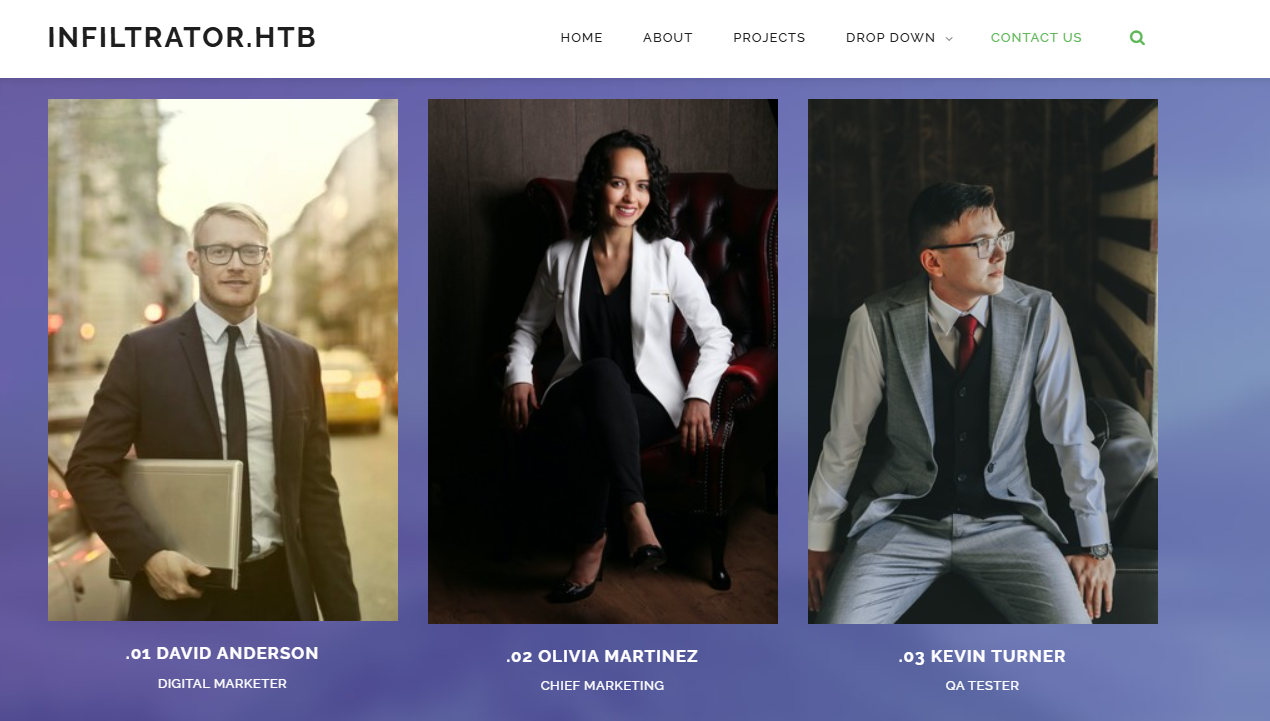 INFILTRATOR.HTB
HOME ABOUT PROJECTS DROP DOWN CONTACT US
.01 DAVID ANDERSON
DIGITAL MARKETER
.02 OLIVIA MARTINEZ
CHIEF MARKETING
.03 KEVIN TURNER
QA TESTER